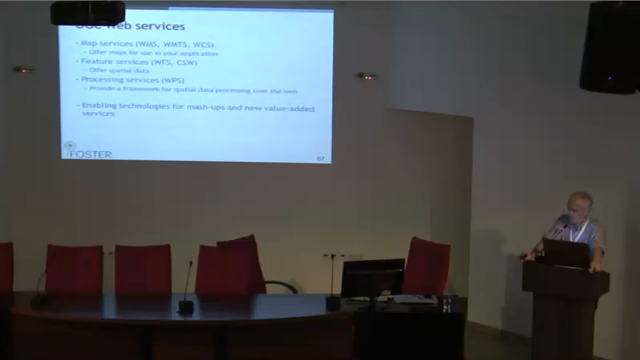 OGC Web services
- Map services (WMS, WMTS, WCS)
- Offer maps for use in your application
- Feature services (WFS, CSW)
- Offer spatial data
- Processing services (WPS)
- Provide a framework for spatial data processing over the web
- Enabling technologies for mash-ups and new value-added
services
FOSTER
67